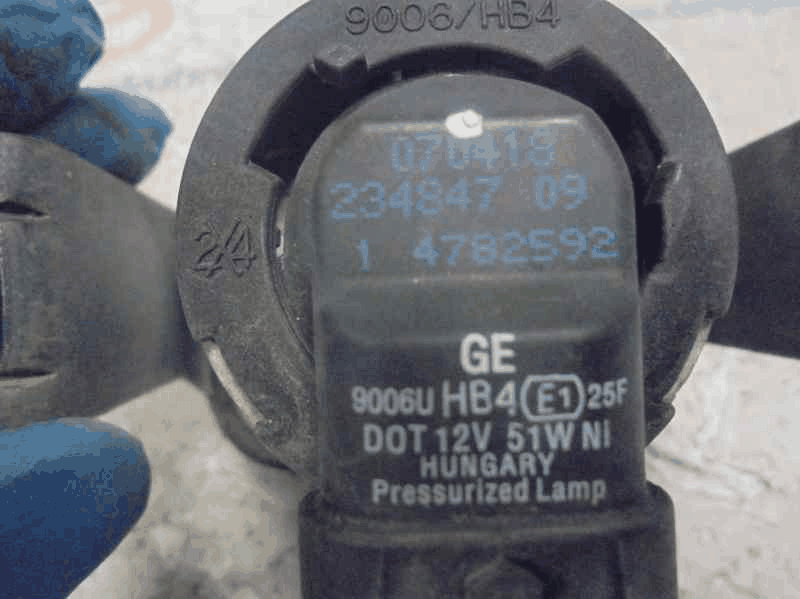 9006/HB4
070418
234847 09
1 4782592
24
GE
9006U HB4 E1 25F
DOT 12V 51W NI
HUNGARY
Pressurized Lamp